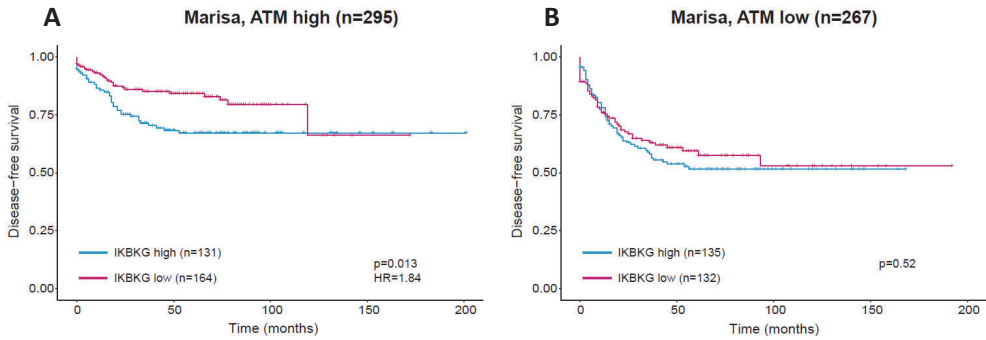 A
Marisa, ATM high (n=295)
Disease−free survival
1.00
0.75
0.50
0.25
0.00
IKBKG high (n=131)
IKBKG low (n=164)
p=0.013
HR=1.84
0
50
100
150
200
Time (months)
B
Marisa, ATM low (n=267)
Disease−free survival
1.00
0.75
0.50
0.25
0.00
IKBKG high (n=135)
IKBKG low (n=132)
p=0.52
0
50
100
150
200
Time (months)